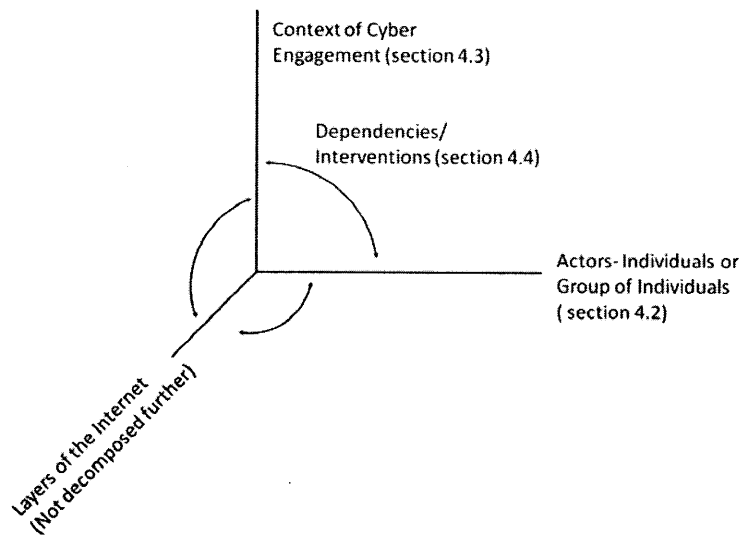 Context of Cyber
Engagement (section 4.3)
Dependencies/
Interventions (section 4.4)
Actors- Individuals or
Group of Individuals
( section 4.2)
Layers of the Internet
(Not decomposed further)